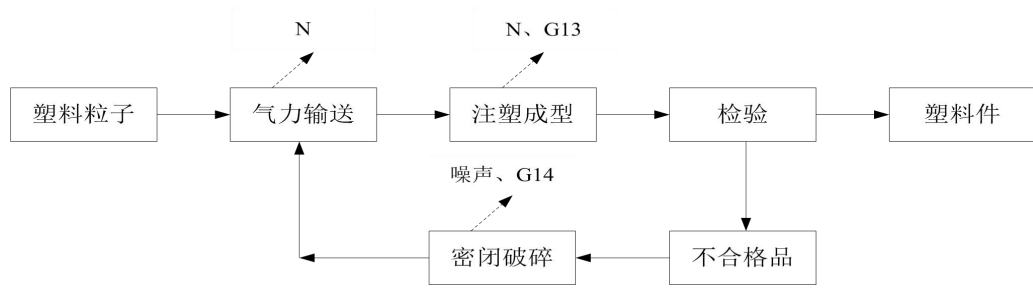 N
N、G13
塑料粒子
气力输送
注塑成型
检验
塑料件
噪声、G14
密闭破碎
不合格品